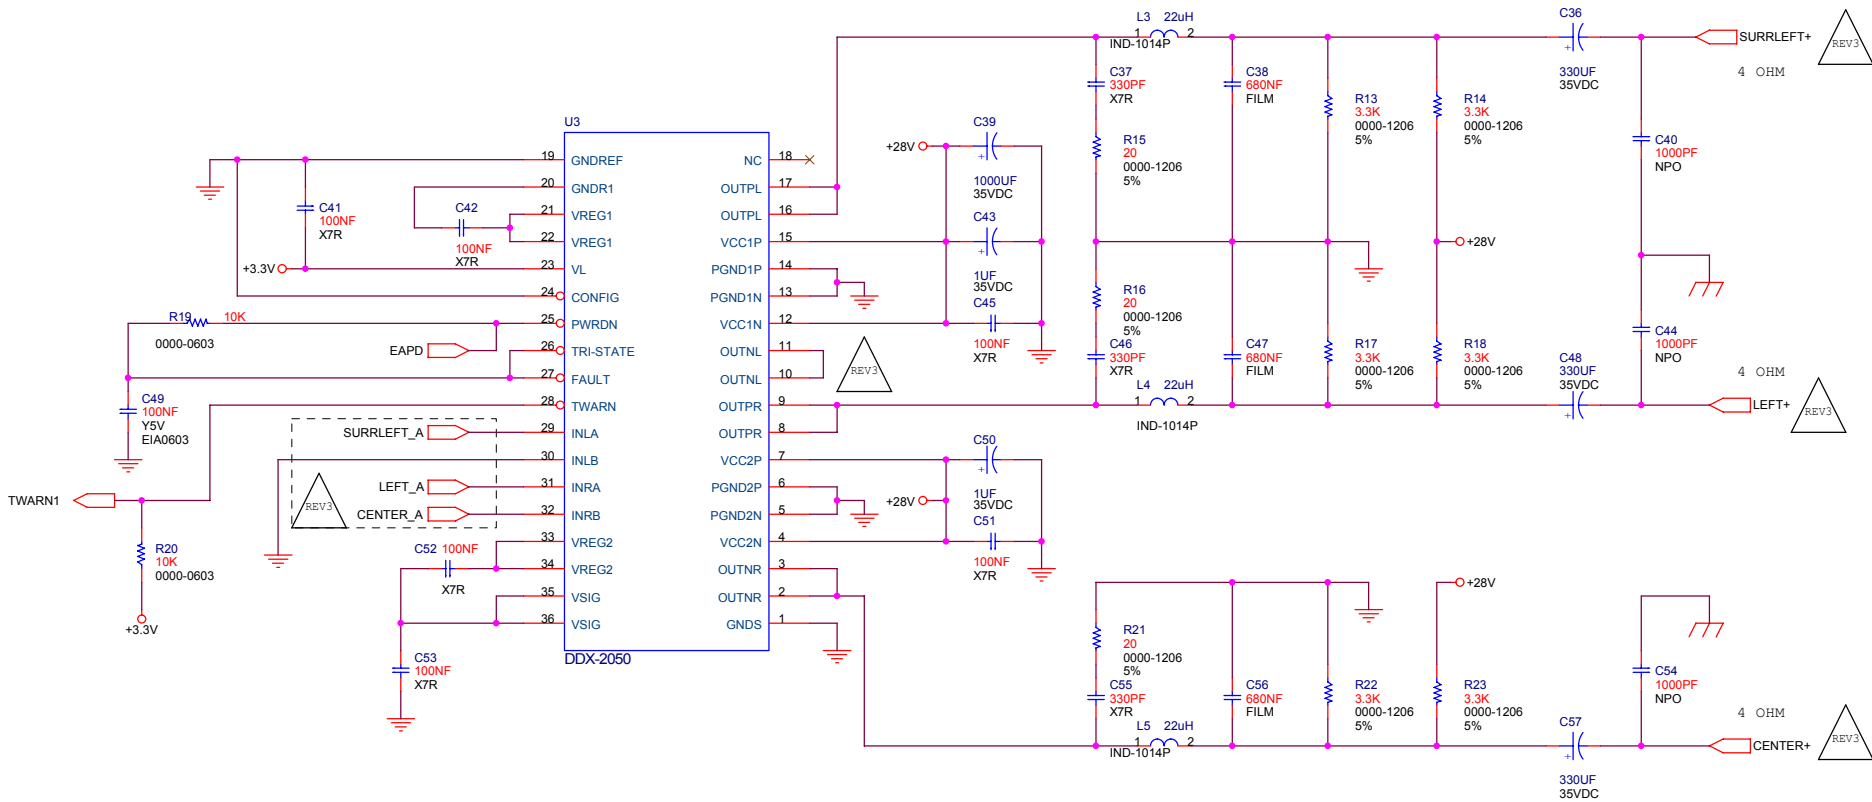 L3 22uH
1 2
IND-1014P
C36
+
330UF
35VDC
SURRLEFT+
REV3
4 OHM
C37
330PF
X7R
C38
680NF
FILM
R13
3.3K
0000-1206
5%
R14
3.3K
0000-1206
5%
R15
20
0000-1206
5%
C40
1000PF
NPO
U3
19 GNDREF
20 GNDR1
21 VREG1
22 VREG1
23 VL
24 CONFIG
25 PWRDN
26 TRI-STATE
27 FAULT
28 TWARN
29 INLA
30 INLB
31 INRA
32 INRB
33 VREG2
34 VREG2
35 VSIG
36 VSIG
NC 18
OUTPL 17
OUTPL 16
VCC1P 15
PGND1P 14
PGND1N 13
VCC1N 12
OUTNL 11
OUTNL 10
OUTPR 9
OUTPR 8
VCC2P 7
PGND2P 6
PGND2N 5
VCC2N 4
OUTNR 3
OUTNR 2
GNDS 1
DDX-2050
C41
100NF
X7R
C42
100NF
X7R
+3.3V
R19 10K
0000-0603
EAPD
C49
100NF
Y5V
EIA0603
SURRLEFT_A
LEFT_A
CENTER_A
REV3
TWARN1
R20
10K
0000-0603
+3.3V
C52 100NF
X7R
C53
100NF
X7R
+28V
C39
+
1000UF
35VDC
C43
+
1UF
35VDC
C45
100NF
X7R
REV3
+28V
R16
20
0000-1206
5%
C46
330PF
X7R
C47
680NF
FILM
R17
3.3K
0000-1206
5%
R18
3.3K
0000-1206
5%
C44
1000PF
NPO
L4 22uH
1 2
IND-1014P
C48
330UF
35VDC
+
4 OHM
LEFT+
REV3
C50
+
1UF
35VDC
+28V
C51
100NF
X7R
+28V
R21
20
0000-1206
5%
C55
330PF
X7R
C56
680NF
FILM
R22
3.3K
0000-1206
5%
R23
3.3K
0000-1206
5%
C54
1000PF
NPO
L5 22uH
1 2
IND-1014P
C57
+
330UF
35VDC
4 OHM
CENTER+
REV3